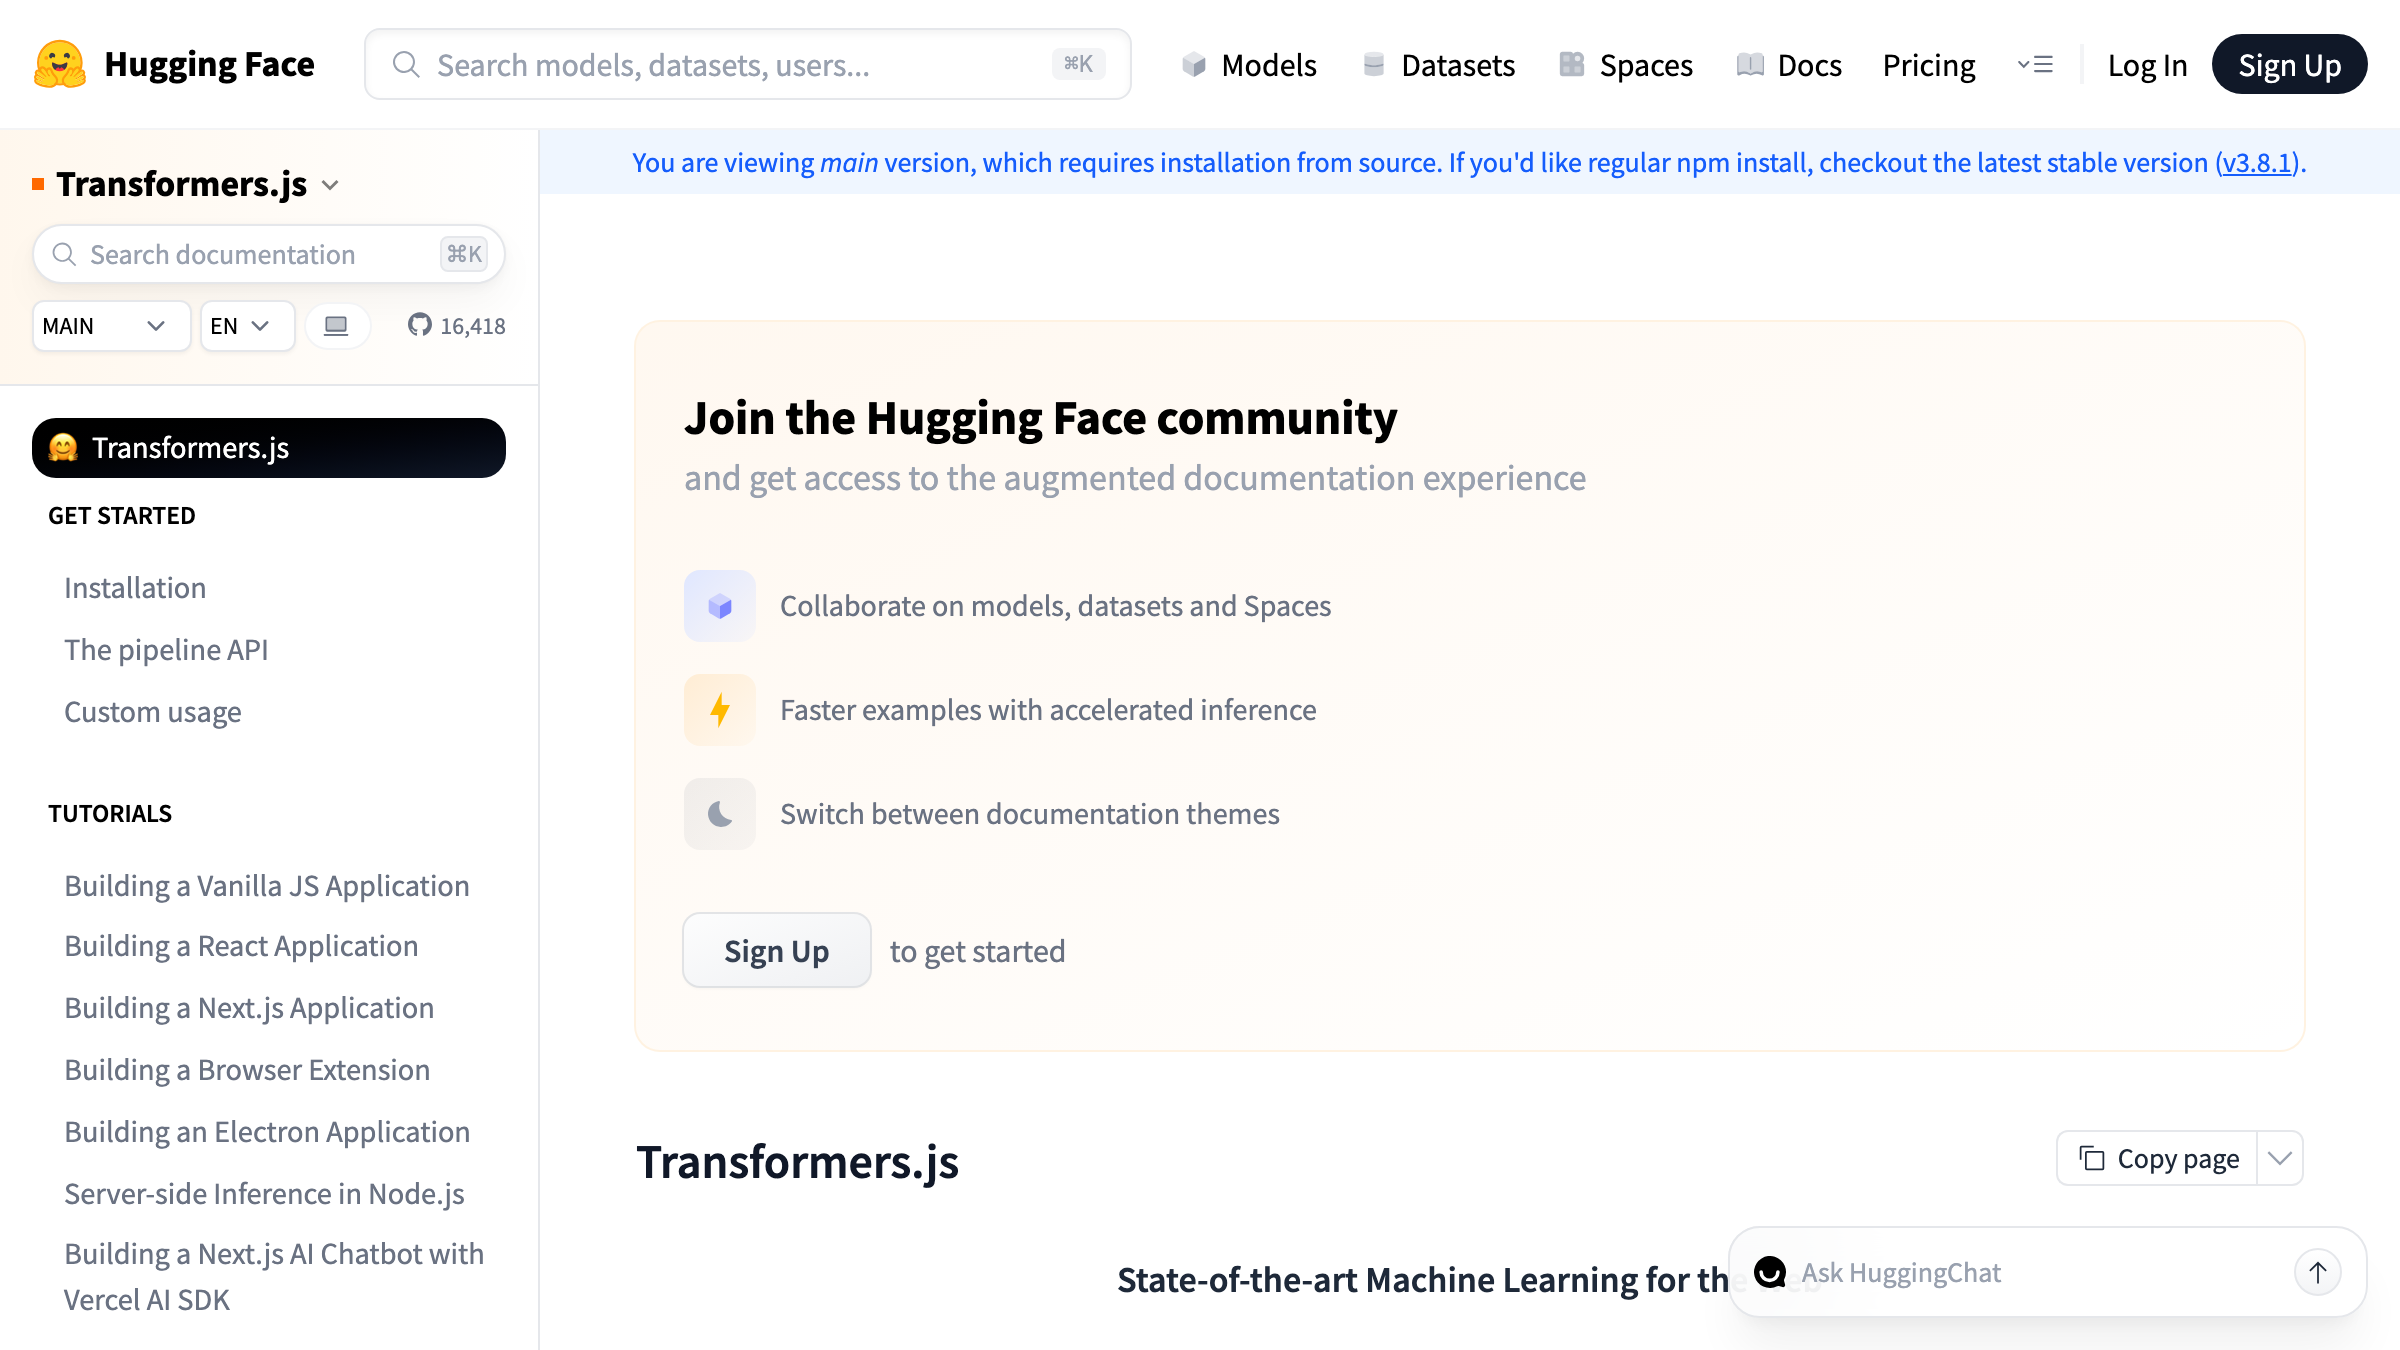 Hugging Face
Search models, datasets, users...
⌘K
Models
Datasets
Spaces
Docs
Pricing
Log In
Sign Up
Transformers.js
Search documentation
⌘K
MAIN
EN
16,418
Transformers.js
GET STARTED
Installation
The pipeline API
Custom usage
TUTORIALS
Building a Vanilla JS Application
Building a React Application
Building a Next.js Application
Building a Browser Extension
Building an Electron Application
Server-side Inference in Node.js
Building a Next.js AI Chatbot with
Vercel AI SDK
You are viewing main version, which requires installation from source. If you'd like regular npm install, checkout the latest stable version (v3.8.1).
Join the Hugging Face community
and get access to the augmented documentation experience
Collaborate on models, datasets and Spaces
Faster examples with accelerated inference
Switch between documentation themes
Sign Up to get started
Transformers.js
Copy page
State-of-the-art Machine Learning for the
Ask HuggingChat